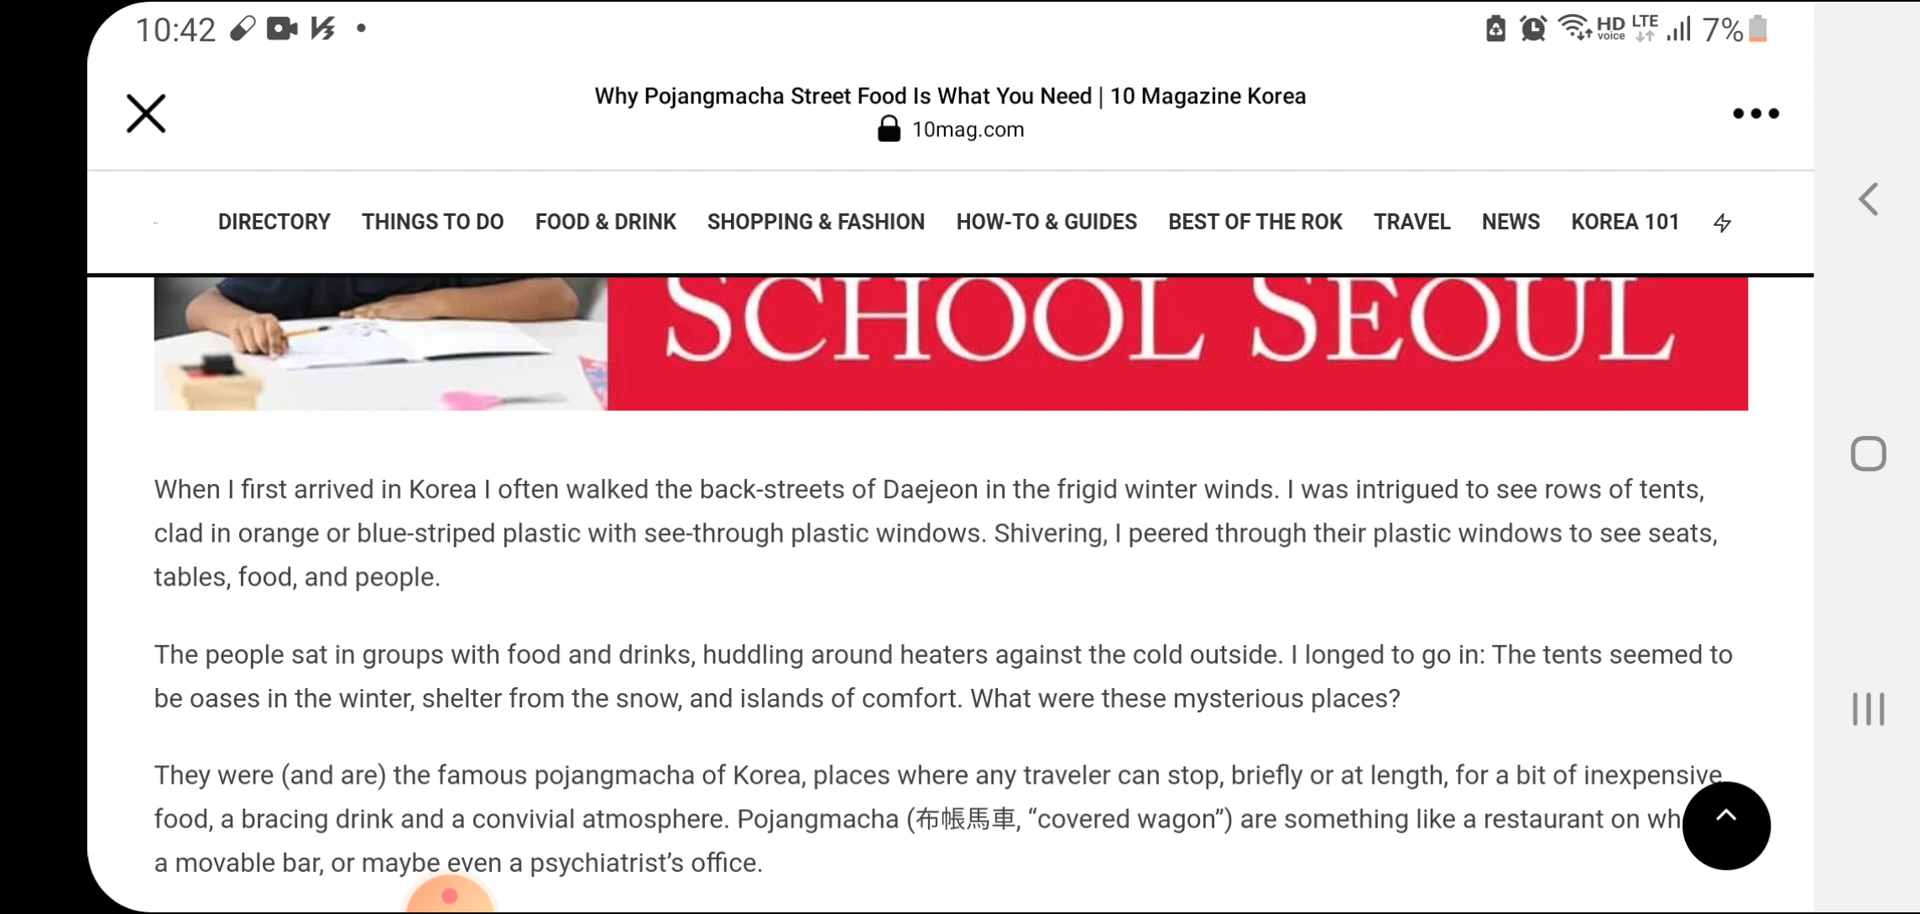 10:42
HD voice LTE 7%
Why Pojangmacha Street Food Is What You Need | 10 Magazine Korea
10mag.com
DIRECTORY THINGS TO DO FOOD & DRINK SHOPPING & FASHION HOW-TO & GUIDES BEST OF THE ROK TRAVEL NEWS KOREA 101
SCHOOL SEOUL
When I first arrived in Korea I often walked the back-streets of Daejeon in the frigid winter winds. I was intrigued to see rows of tents,
clad in orange or blue-striped plastic with see-through plastic windows. Shivering, I peered through their plastic windows to see seats,
tables, food, and people.
The people sat in groups with food and drinks, huddling around heaters against the cold outside. I longed to go in: The tents seemed to
be oases in the winter, shelter from the snow, and islands of comfort. What were these mysterious places?
They were (and are) the famous pojangmacha of Korea, places where any traveler can stop, briefly or at length, for a bit of inexpensive
food, a bracing drink and a convivial atmosphere. Pojangmacha (布帳馬車, “covered wagon”) are something like a restaurant on wh
a movable bar, or maybe even a psychiatrist’s office.